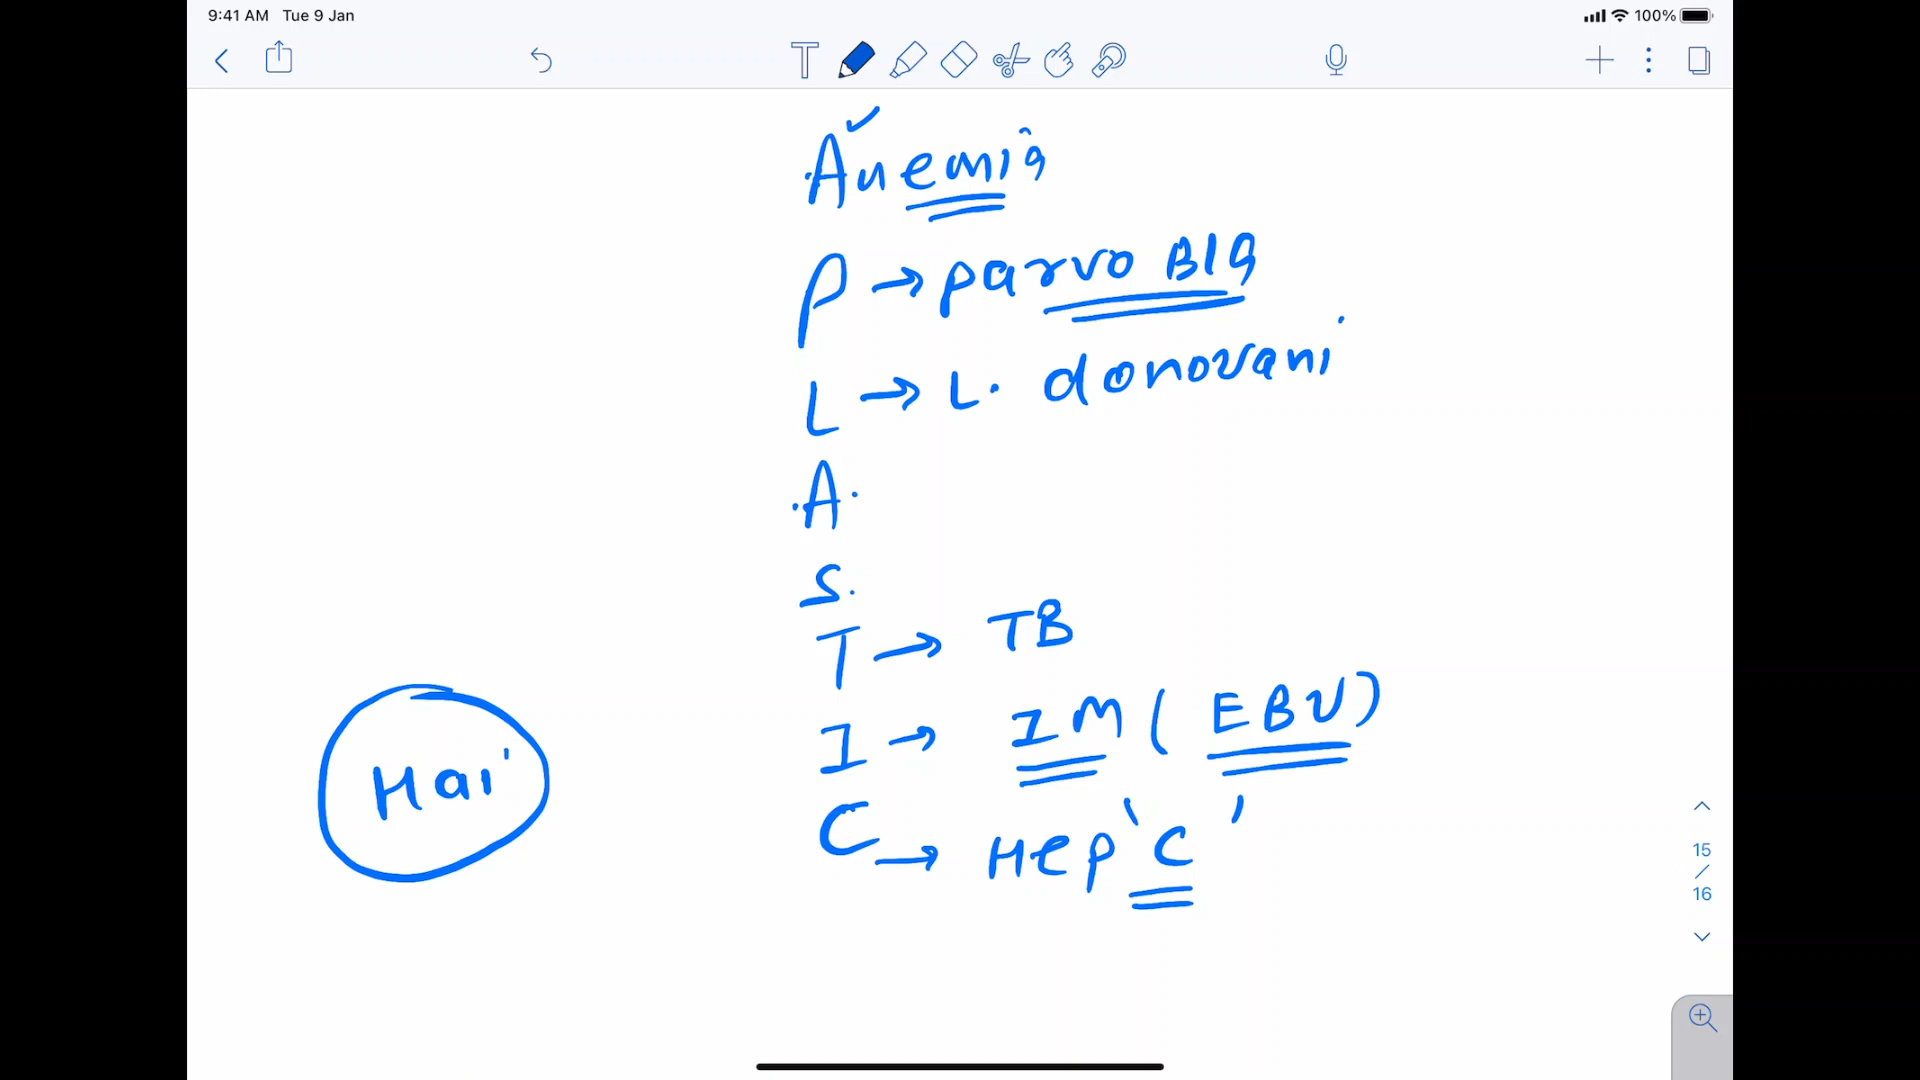 9:41 AM Tue 9 Jan 100%
T
Anemia
P → parvo B19
L → L. donovani
A
S
T → TB
I → IM (EBV)
C → Hep 'C'
Hai
15
/
16